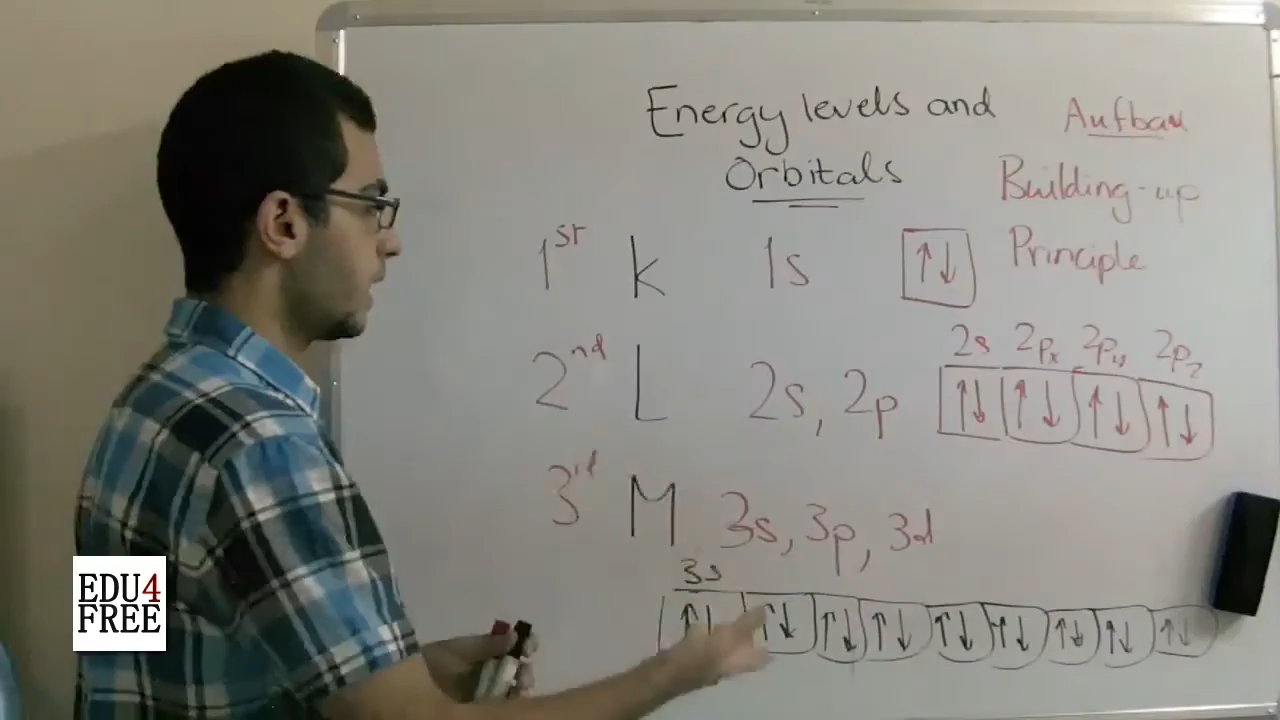 Energy levels and
Orbitals
Aufbau
Building-up
Principle
1st K 1s ↑↓
2s 2px 2py 2pz
2nd L 2s, 2p ↑↓ ↑↓ ↑↓ ↑↓
3rd M 3s, 3p, 3d
3s
↑↓ ↑↓ ↑↓ ↑↓ ↑↓ ↑↓ ↑↓ ↑↓ ↑↓
EDU4
FREE